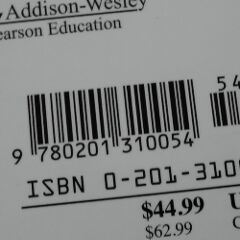 Addison-Wesley
earson Education
54
9 780201 310054
ISBN 0-201-310
$44.99 U
$62.99 C